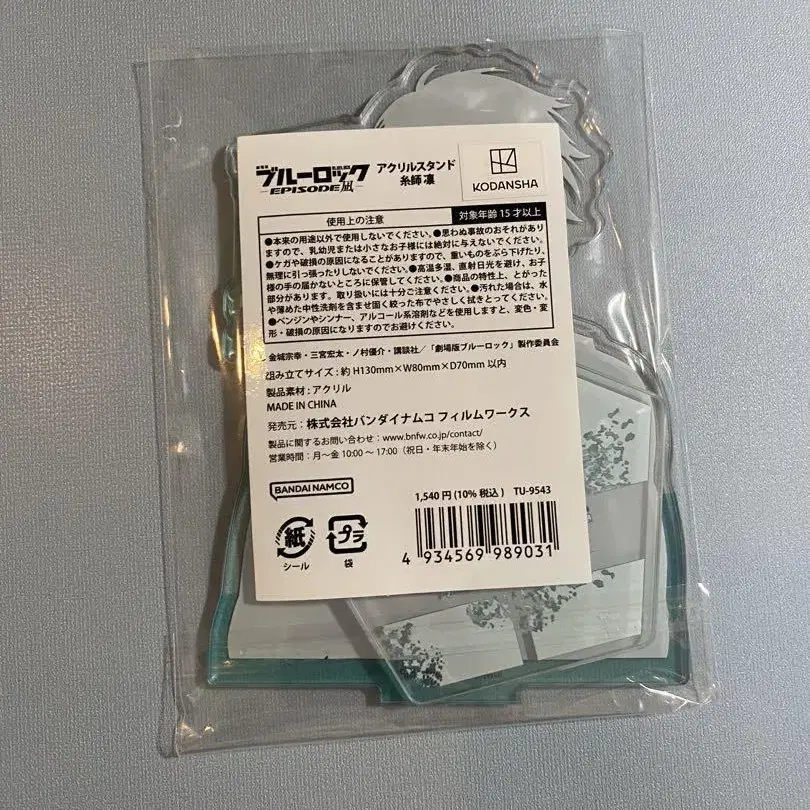 劇場版
ブルーロック
BLUE LOCK
-EPISODE凪-
アクリルスタンド
糸師 凛
KODANSHA
使用上の注意
対象年齢 15 才以上
●本来の用途以外で使用しないでください。●思わぬ事故のおそれがあり
ますので、乳幼児または小さなお子様には絶対に与えないでください。
●ケガや破損の原因になることがありますので、重いものをぶら下げたり、
無理に引っ張ったりしないでください。●高温多湿、直射日光を避け、お子
様の手の届かないところに保管してください。●商品の特性上、とがった
部分があります。取り扱いには十分ご注意ください。●汚れた場合は、水
や薄めた中性洗剤を含ませ固く絞った布でやさしく拭きとってください。
●ベンジンやシンナー、アルコール系溶剤などを使用しますと、変色・変
形・破損の原因になりますのでお避けください。
金城宗幸・三宮宏太・ノ村優介・講談社／「劇場版ブルーロック」製作委員会
組み立てサイズ：約 H130mm×W80mm×D70mm 以内
製品素材：アクリル
MADE IN CHINA
発売元：株式会社バンダイナムコ フィルムワークス
製品に関するお問い合わせ：www.bnfw.co.jp/contact/
営業時間：月～金 10:00 ～ 17:00（祝日・年末年始を除く）
BANDAI NAMCO
1,540 円 (10% 税込 )　TU-9543
紙
シール
プラ
袋
4 934569 989031